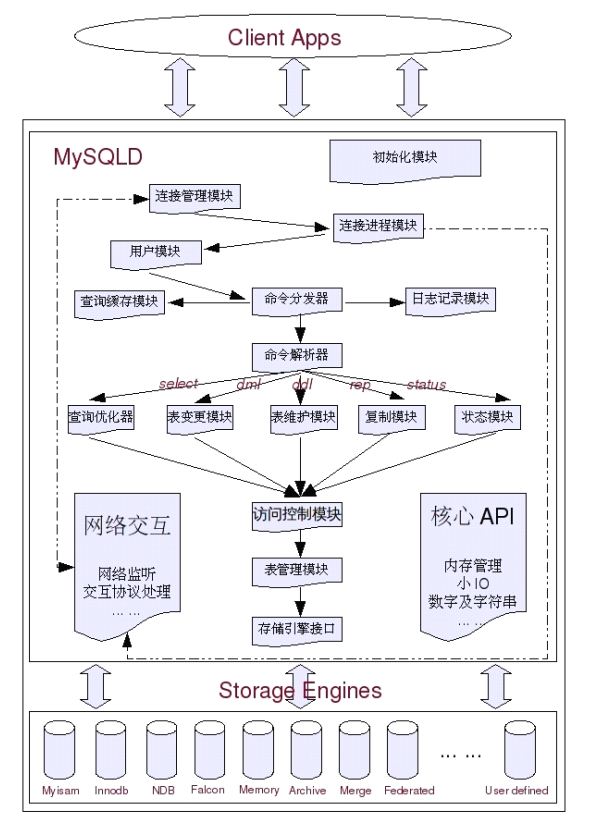 Client Apps
MySQLD
初始化模块
连接管理模块
连接进程模块
用户模块
查询缓存模块
命令分发器
日志记录模块
命令解析器
select
dml
ddl
rep
status
查询优化器
表变更模块
表维护模块
复制模块
状态模块
访问控制模块
网络交互
网络监听
交互协议处理
... ...
核心 API
内存管理
小 IO
数字及字符串
... ...
表管理模块
存储引擎接口
Storage Engines
... ...
Myisam
Innodb
NDB
Falcon
Memory
Archive
Merge
Federated
User defined